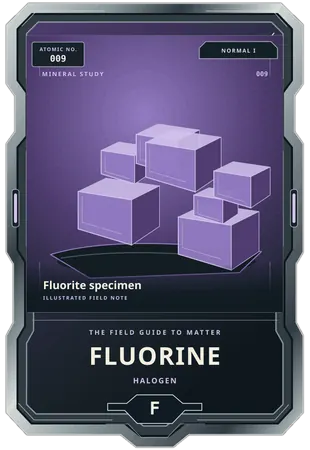 ATOMIC NO.
009
NORMAL I
MINERAL STUDY
009
Fluorite specimen
ILLUSTRATED FIELD NOTE
THE FIELD GUIDE TO MATTER
FLUORINE
HALOGEN
F